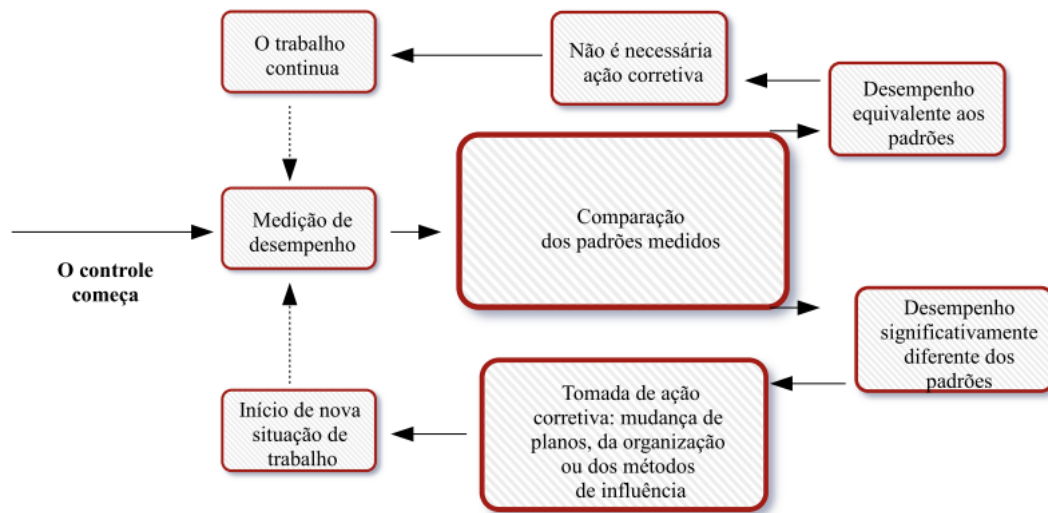 O trabalho
continua
Não é necessária
ação corretiva
Desempenho
equivalente aos
padrões
Medição de
desempenho
Comparação
dos padrões medidos
O controle
começa
Desempenho
significativamente
diferente dos
padrões
Tomada de ação
corretiva: mudança de
planos, da organização
ou dos métodos
de influência
Início de nova
situação de
trabalho